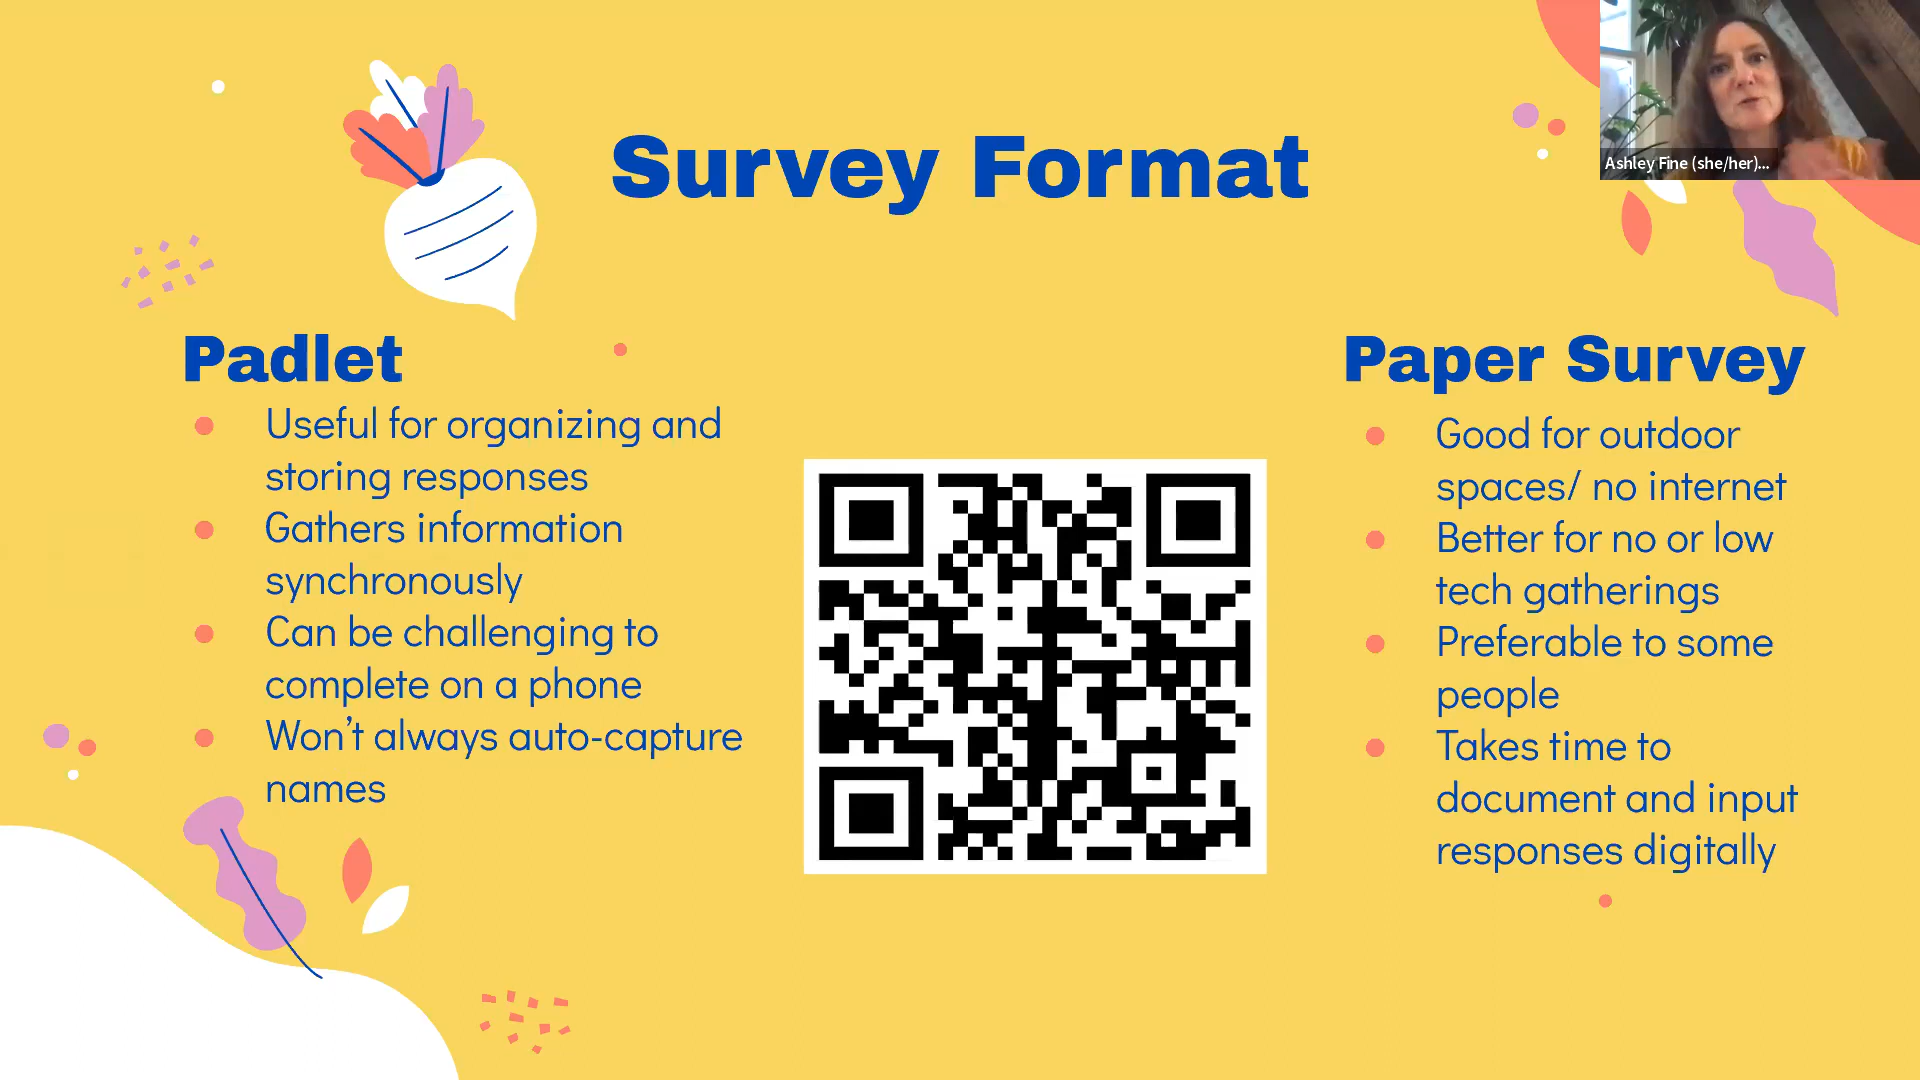 Survey Format
Ashley Fine (she/her)...
Padlet
Useful for organizing and
storing responses
Gathers information
synchronously
Can be challenging to
complete on a phone
Won’t always auto-capture
names
Paper Survey
Good for outdoor
spaces/ no internet
Better for no or low
tech gatherings
Preferable to some
people
Takes time to
document and input
responses digitally